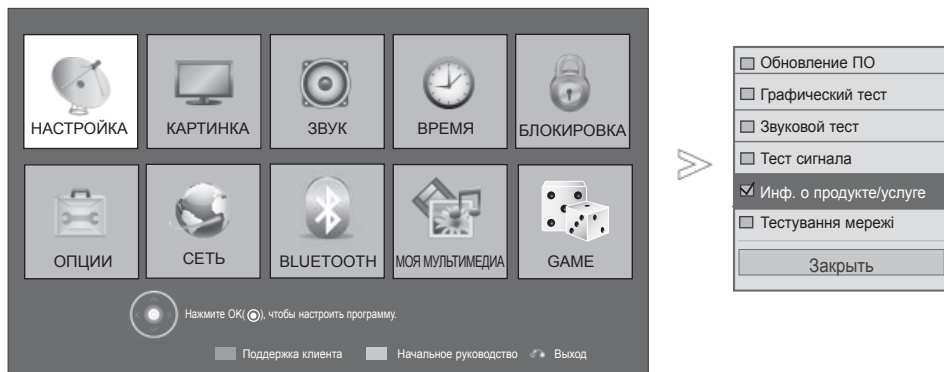 НАСТРОЙКА КАРТИНКА ЗВУК ВРЕМЯ БЛОКИРОВКА
ОПЦИИ СЕТЬ BLUETOOTH МОЯ МУЛЬТИМЕДИА GAME
Нажмите OK(◉), чтобы настроить программу.
Поддержка клиента Начальное руководство Выход
Обновление ПО
Графический тест
Звуковой тест
Тест сигнала
Инф. о продукте/услуге
Тестування мережі
Закрыть